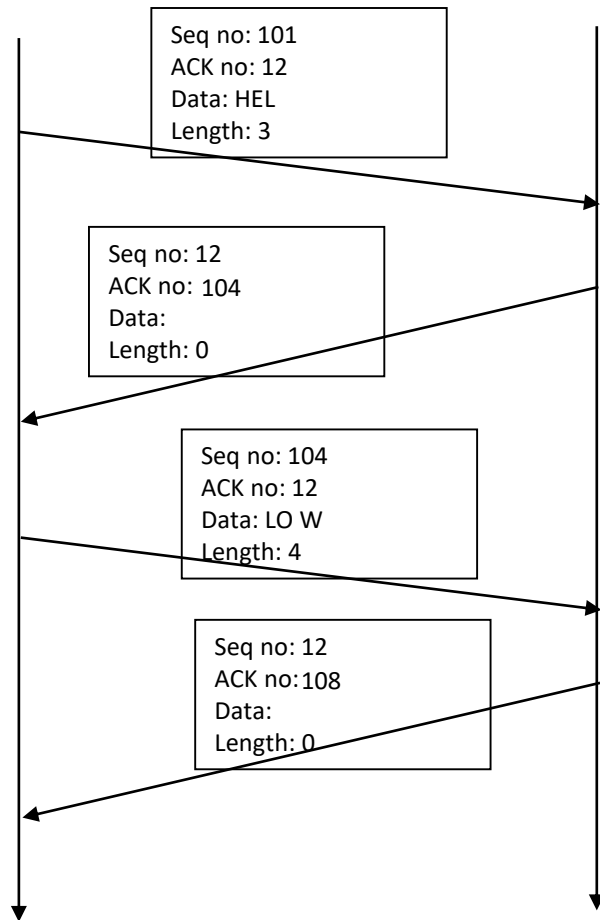 Seq no: 101
ACK no: 12
Data: HEL
Length: 3
Seq no: 12
ACK no: 104
Data:
Length: 0
Seq no: 104
ACK no: 12
Data: LO W
Length: 4
Seq no: 12
ACK no: 108
Data:
Length: 0